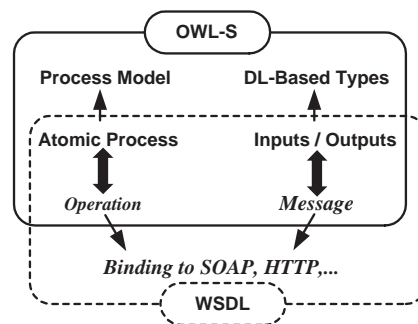 OWL-S
Process Model DL-Based Types
Atomic Process Inputs / Outputs
Operation Message
Binding to SOAP, HTTP,...
WSDL